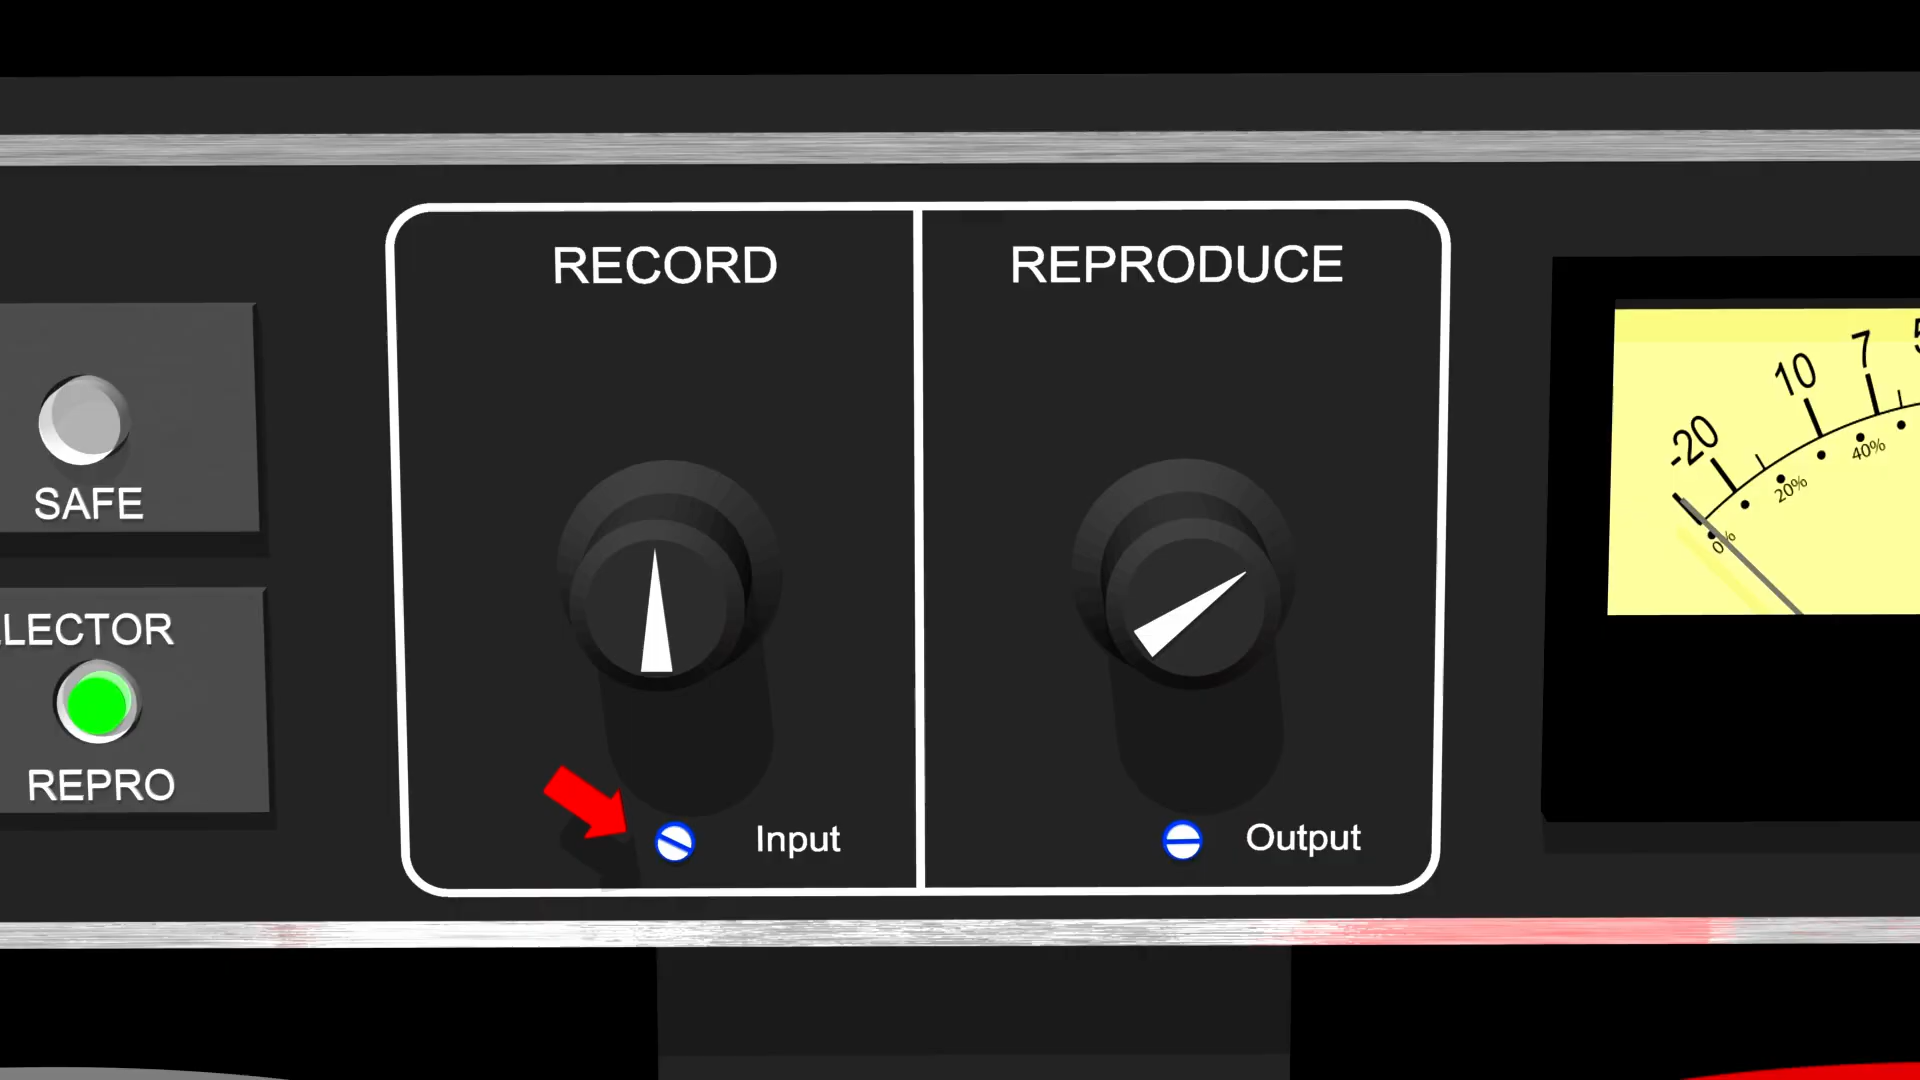 RECORD
REPRODUCE
SAFE
LECTOR
REPRO
Input
Output
-20
10
7
0%
20%
40%